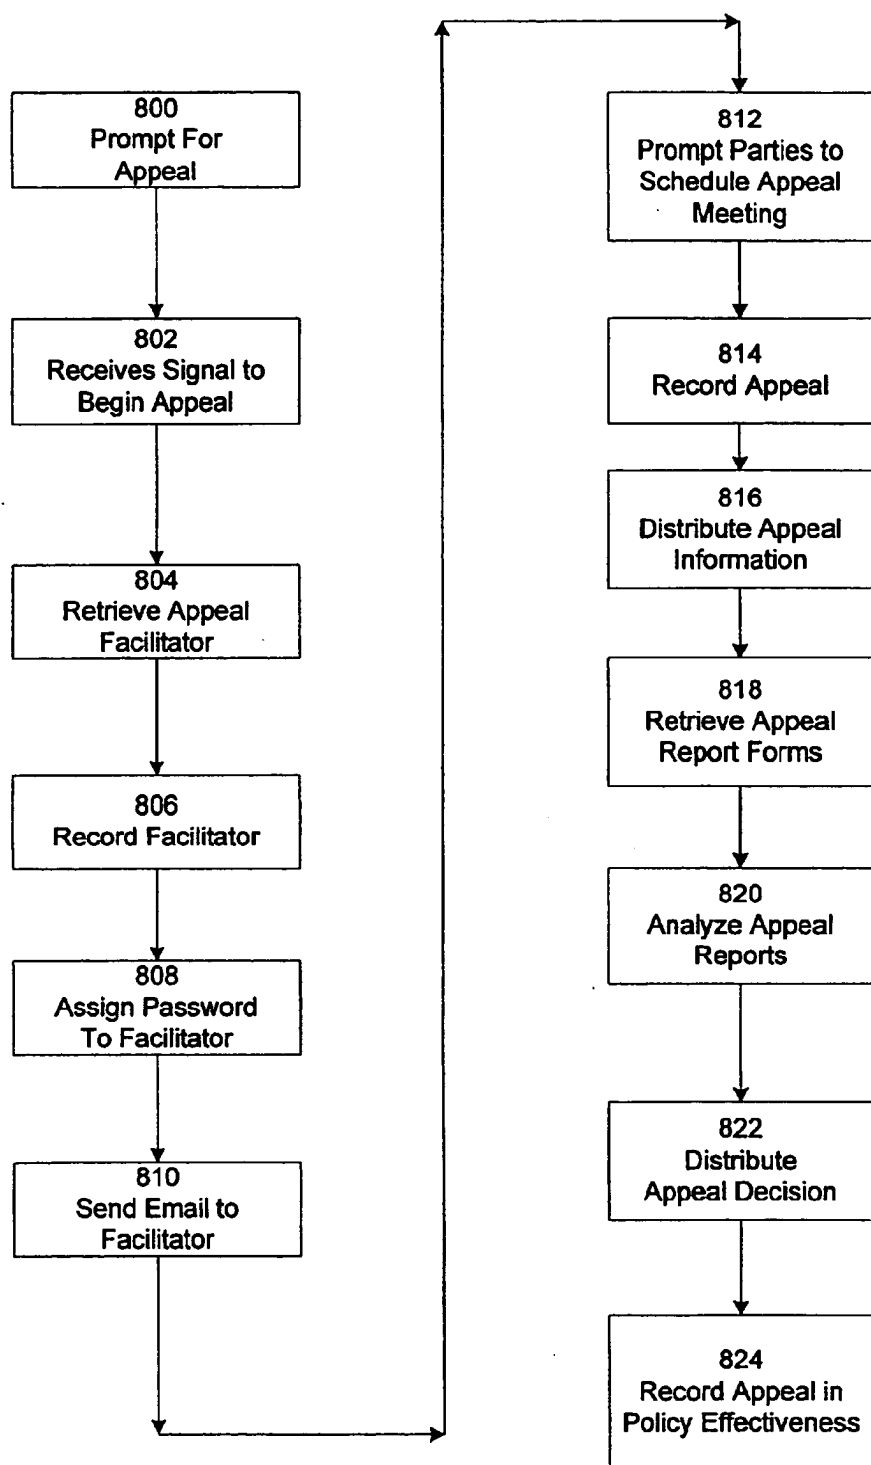 800
Prompt For
Appeal
802
Receives Signal to
Begin Appeal
804
Retrieve Appeal
Facilitator
806
Record Facilitator
808
Assign Password
To Facilitator
810
Send Email to
Facilitator
812
Prompt Parties to
Schedule Appeal
Meeting
814
Record Appeal
816
Distribute Appeal
Information
818
Retrieve Appeal
Report Forms
820
Analyze Appeal
Reports
822
Distribute
Appeal Decision
824
Record Appeal in
Policy Effectiveness